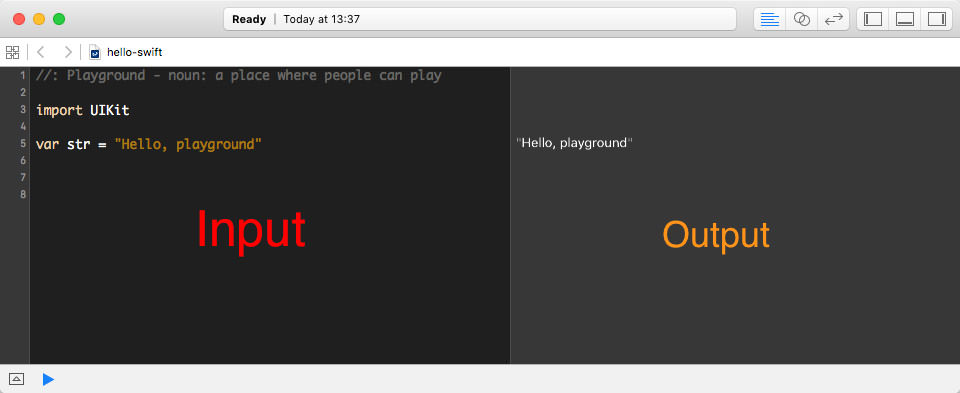 Ready | Today at 13:37
hello-swift
1 //: Playground - noun: a place where people can play
2
3 import UIKit
4
5 var str = "Hello, playground"
6
7
8
"Hello, playground"
Input
Output